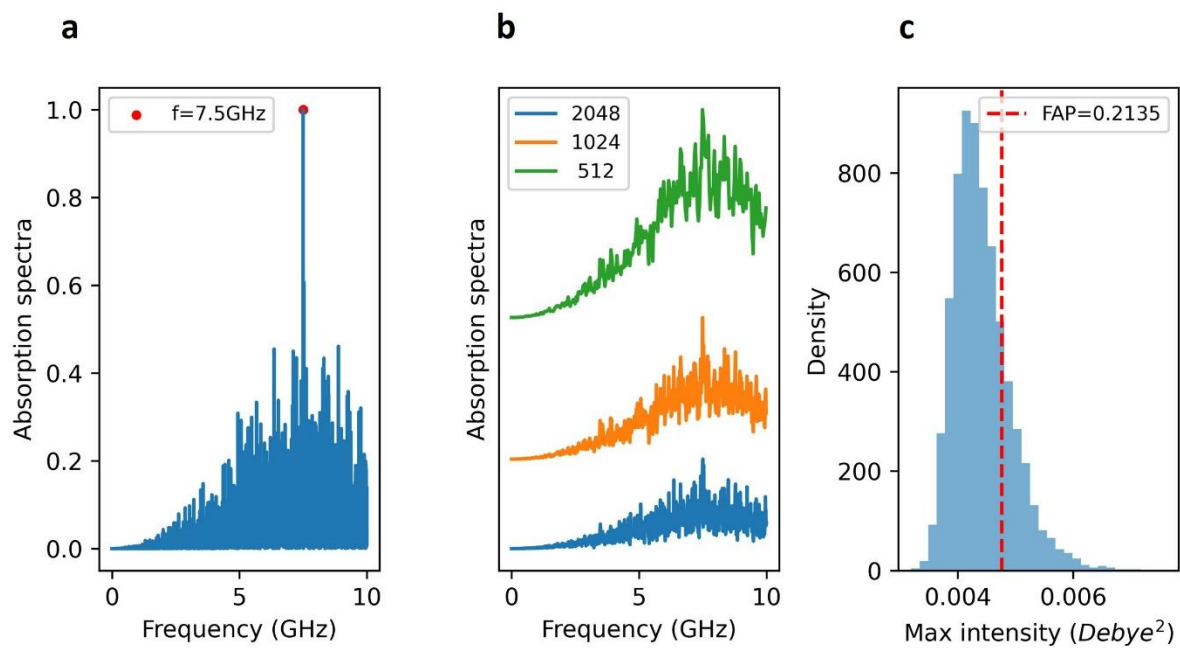 a
f=7.5GHz
1.0
0.8
0.6
0.4
0.2
0.0
Absorption spectra
0
5
10
Frequency (GHz)
b
2048
1024
512
Absorption spectra
0
5
10
Frequency (GHz)
c
FAP=0.2135
800
600
400
200
0
Density
0.004
0.006
Max intensity (Debye²)